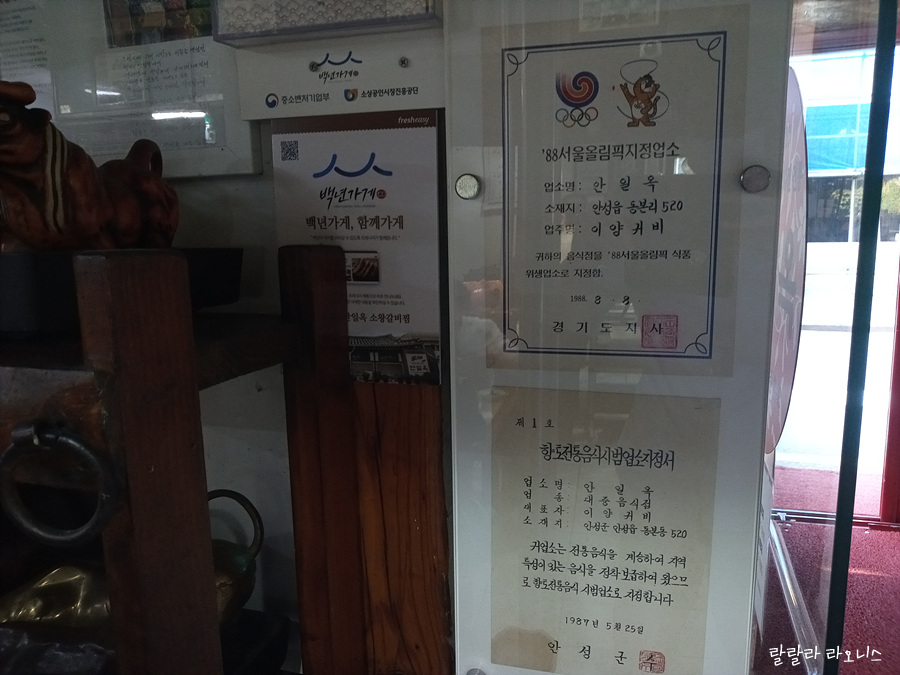 백년가게
중소벤처기업부 소상공인시장진흥공단
fresheasy
백년가게
백년가게, 함께가게
안일옥 소왕갈비찜
'88서울올림픽지정업소
업소명 : 안 일 옥
소재지 : 안성읍 동본리 520
업주명 : 이 양 귀 비
귀하의 음식점을 '88서울올림픽 식품
위생업소로 지정함.
1988. 8. 8.
경 기 도 지 사
제 1 호
향토전통음식시범업소지정서
업 소 명 : 안 일 옥
업 종 : 대 중 음 식 점
대 표 자 : 이 양 귀 비
소 재 지 : 안성군 안성읍 동본동 520
귀업소는 전통음식을 계승하여 지역
특성이 있는 음식을 정착 보급하여 왔으므
로 향토전통음식 시범업소로 지정합니다
1987년 5월 25일
안 성 군 수
랄랄라 라오니스